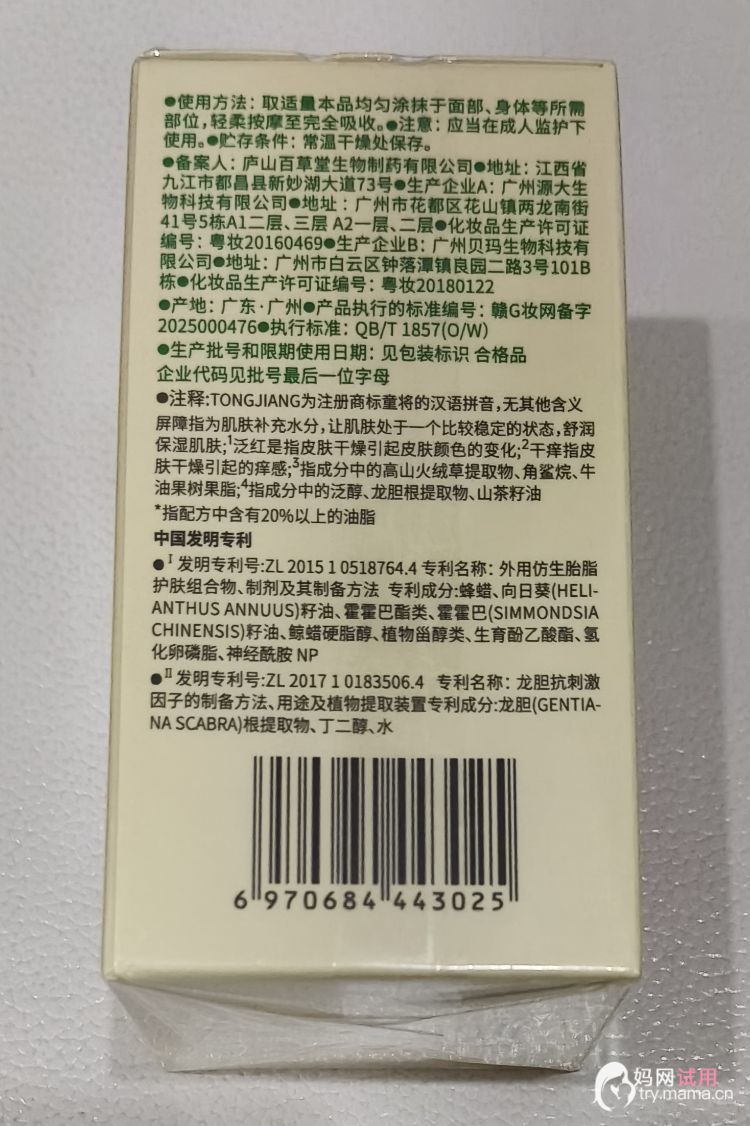 ●使用方法：取适量本品均匀涂抹于面部、身体等所需
部位，轻柔按摩至完全吸收。●注意：应当在成人监护下
使用。●贮存条件：常温干燥处保存。
●备案人：庐山百草堂生物制药有限公司●地址：江西省
九江市都昌县新妙湖大道73号●生产企业A：广州源大生
物科技有限公司●地址：广州市花都区花山镇两龙南街
41号5栋A1二层、三层 A2一层、二层●化妆品生产许可证
编号：粤妆20160469●生产企业B：广州贝玛生物科技有
限公司●地址：广州市白云区钟落潭镇良园二路3号101B
栋●化妆品生产许可证编号：粤妆20180122
●产地：广东·广州●产品执行的标准编号：赣G妆网备字
2025000476●执行标准：QB/T 1857(O/W)
●生产批号和限期使用日期：见包装标识 合格品
企业代码见批号最后一位字母
●注释:TONGJIANG为注册商标童将的汉语拼音,无其他含义
屏障指为肌肤补充水分，让肌肤处于一个比较稳定的状态，舒润
保湿肌肤;¹泛红是指皮肤干燥引起皮肤颜色的变化;²干痒指皮
肤干燥引起的痒感;³指成分中的高山火绒草提取物、角鲨烷、牛
油果树果脂;⁴指成分中的泛醇、龙胆根提取物、山茶籽油
*指配方中含有20%以上的油脂
中国发明专利
●Ⅰ发明专利号:ZL 2015 1 0518764.4 专利名称：外用仿生胎脂
护肤组合物、制剂及其制备方法 专利成分:蜂蜡、向日葵(HELI-
ANTHUS ANNUUS)籽油、霍霍巴酯类、霍霍巴(SIMMONDSIA
CHINENSIS)籽油、鲸蜡硬脂醇、植物甾醇类、生育酚乙酸酯、氢
化卵磷脂、神经酰胺 NP
●Ⅱ发明专利号:ZL 2017 1 0183506.4 专利名称：龙胆抗刺激
因子的制备方法、用途及植物提取装置专利成分:龙胆(GENTIA-
NA SCABRA)根提取物、丁二醇、水
6 970684 443025
妈网试用
try.mama.cn